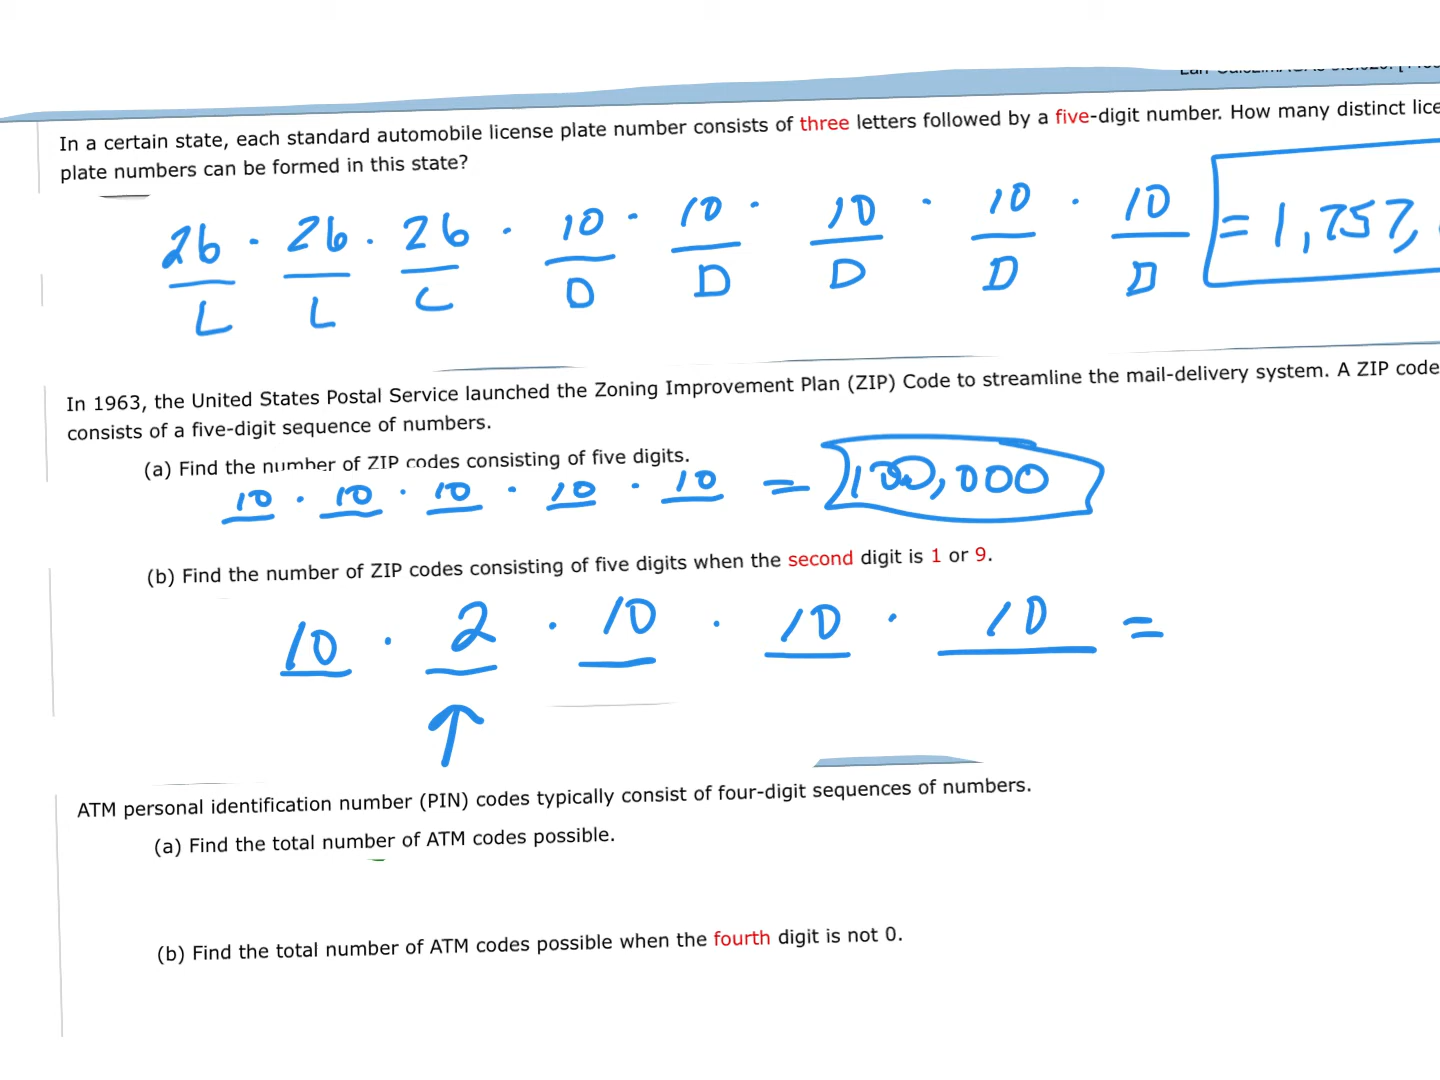 In a certain state, each standard automobile license plate number consists of three letters followed by a five-digit number. How many distinct lice
plate numbers can be formed in this state?
26 · 26 · 26 · 10 · 10 · 10 · 10 · 10 = 1,757,
L L L D D D D D
In 1963, the United States Postal Service launched the Zoning Improvement Plan (ZIP) Code to streamline the mail-delivery system. A ZIP code
consists of a five-digit sequence of numbers.
(a) Find the number of ZIP codes consisting of five digits.
10 · 10 · 10 · 10 · 10 = 100,000
(b) Find the number of ZIP codes consisting of five digits when the second digit is 1 or 9.
10 · 2 · 10 · 10 · 10 =
ATM personal identification number (PIN) codes typically consist of four-digit sequences of numbers.
(a) Find the total number of ATM codes possible.
(b) Find the total number of ATM codes possible when the fourth digit is not 0.